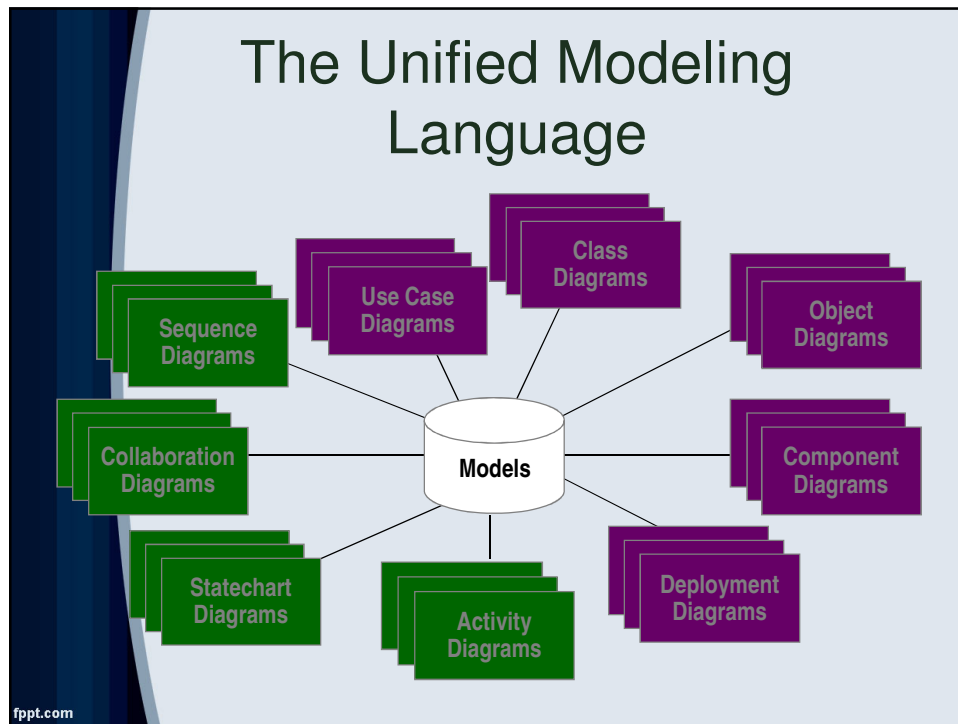 The Unified Modeling
Language
Class
Diagrams
Use Case
Diagrams
Object
Diagrams
Sequence
Diagrams
Collaboration
Diagrams
Models
Component
Diagrams
Statechart
Diagrams
Activity
Diagrams
Deployment
Diagrams
fppt.com